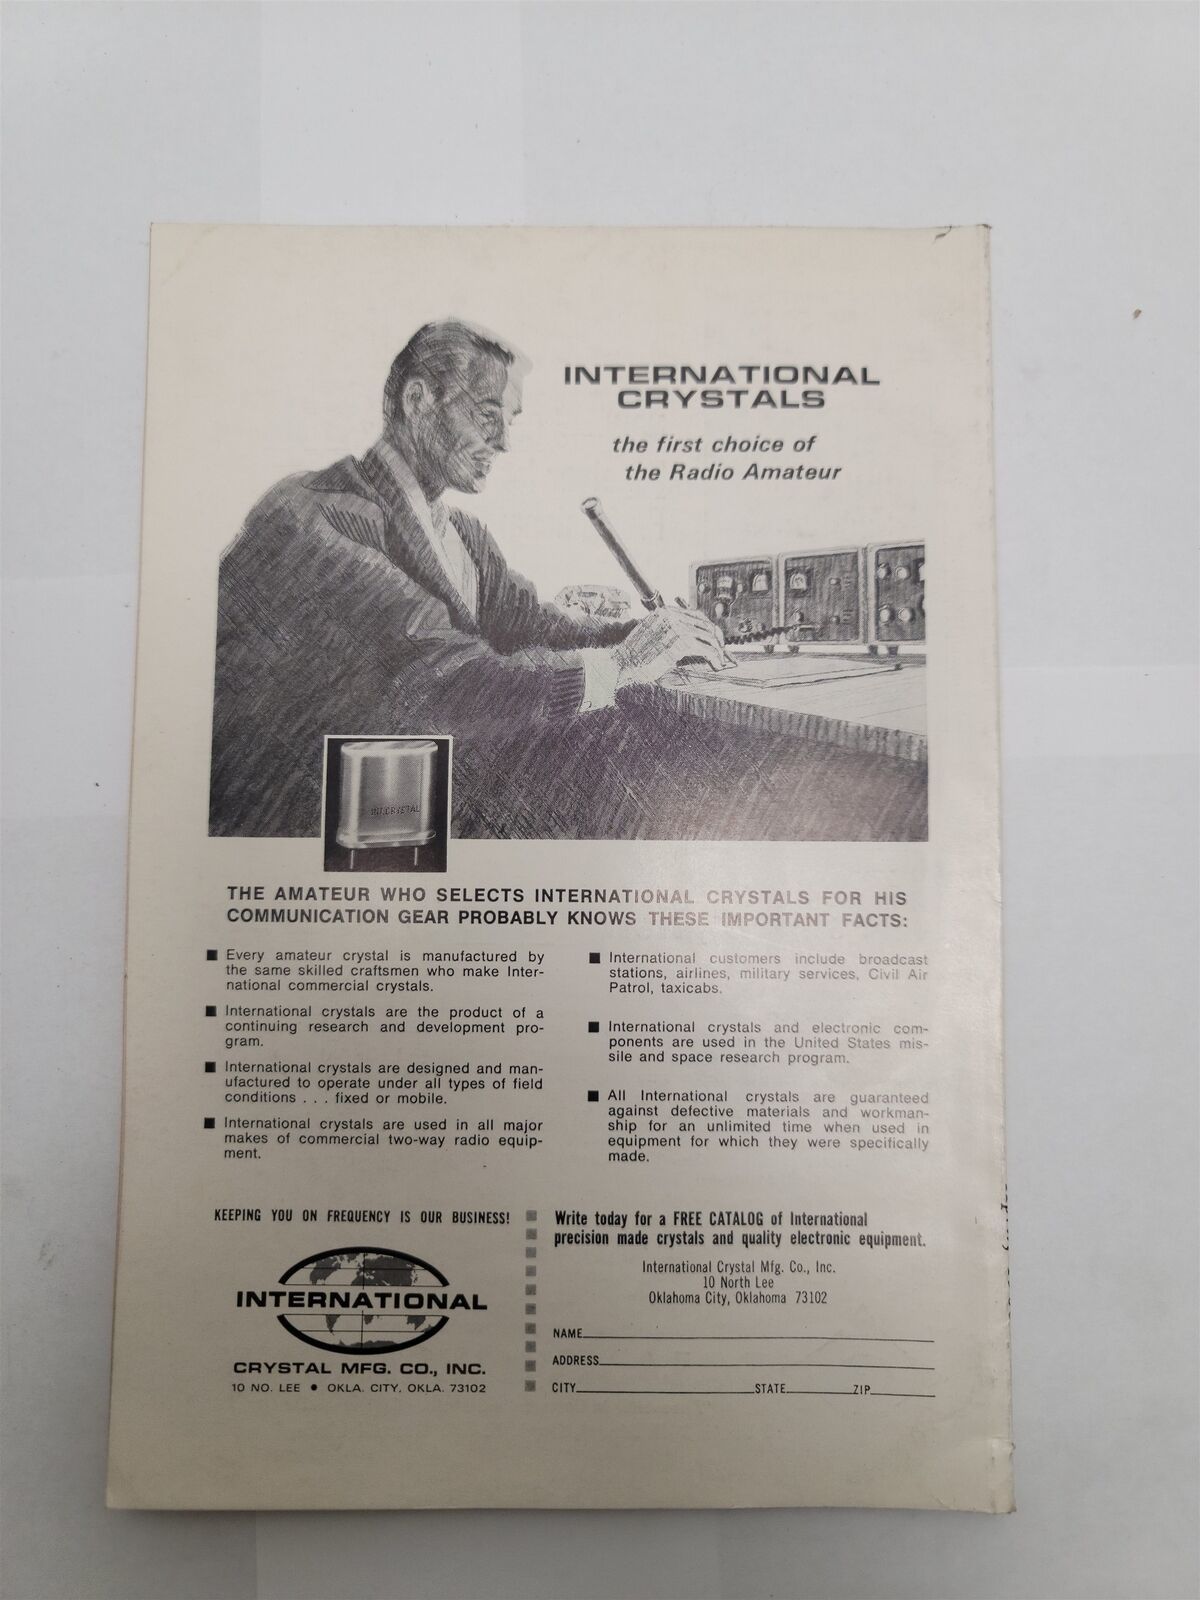 INTERNATIONAL
CRYSTALS
the first choice of
the Radio Amateur
INT.CRYSTAL
THE AMATEUR WHO SELECTS INTERNATIONAL CRYSTALS FOR HIS
COMMUNICATION GEAR PROBABLY KNOWS THESE IMPORTANT FACTS:
■ Every amateur crystal is manufactured by
the same skilled craftsmen who make Inter-
national commercial crystals.
■ International crystals are the product of a
continuing research and development pro-
gram.
■ International crystals are designed and man-
ufactured to operate under all types of field
conditions . . . fixed or mobile.
■ International crystals are used in all major
makes of commercial two-way radio equip-
ment.
■ International customers include broadcast
stations, airlines, military services, Civil Air
Patrol, taxicabs.
■ International crystals and electronic com-
ponents are used in the United States mis-
sile and space research program.
■ All International crystals are guaranteed
against defective materials and workman-
ship for an unlimited time when used in
equipment for which they were specifically
made.
KEEPING YOU ON FREQUENCY IS OUR BUSINESS!
INTERNATIONAL
CRYSTAL MFG. CO., INC.
10 NO. LEE ● OKLA. CITY, OKLA. 73102
Write today for a FREE CATALOG of International
precision made crystals and quality electronic equipment.
International Crystal Mfg. Co., Inc.
10 North Lee
Oklahoma City, Oklahoma 73102
NAME
ADDRESS
CITY STATE ZIP